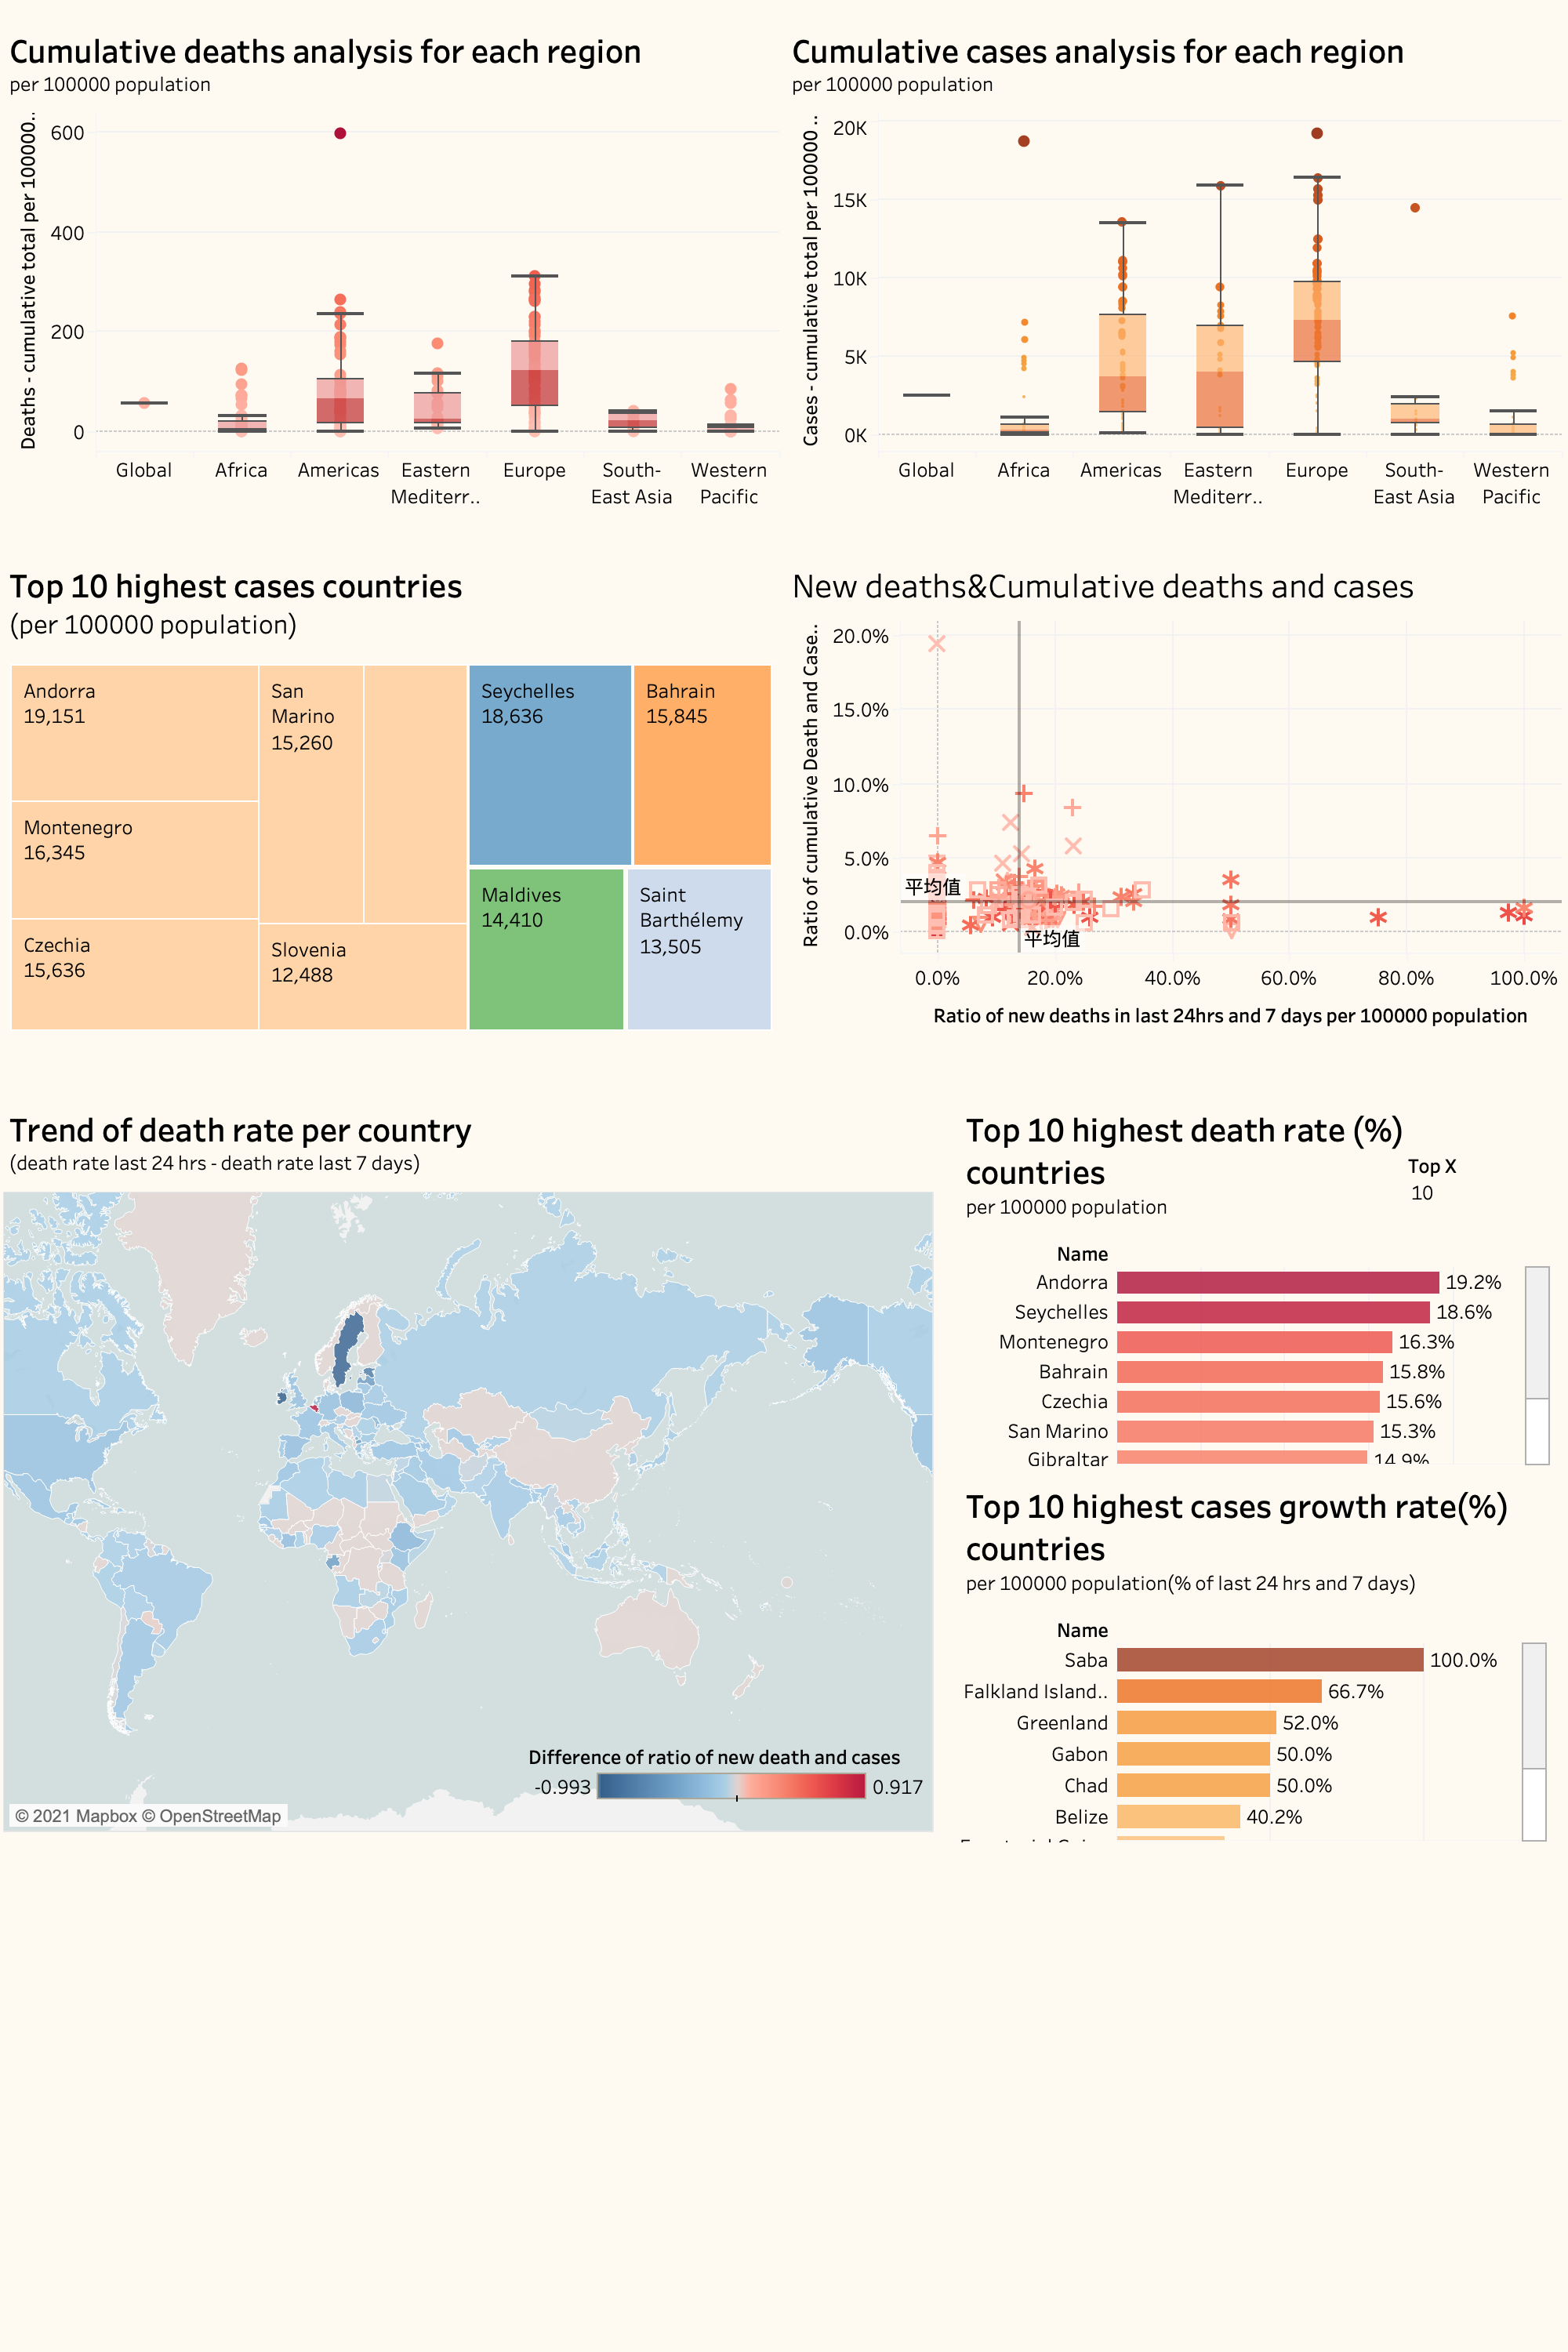 Cumulative deaths analysis for each region
per 100000 population
Deaths - cumulative total per 100000..
600
400
200
0
Global
Africa
Americas
Eastern
Mediterr..
Europe
South-
East Asia
Western
Pacific
Cumulative cases analysis for each region
per 100000 population
Cases - cumulative total per 100000 ..
20K
15K
10K
5K
0K
Global
Africa
Americas
Eastern
Mediterr..
Europe
South-
East Asia
Western
Pacific
Top 10 highest cases countries
(per 100000 population)
Andorra
19,151
Montenegro
16,345
Czechia
15,636
San
Marino
15,260
Slovenia
12,488
Seychelles
18,636
Bahrain
15,845
Maldives
14,410
Saint
Barthélemy
13,505
New deaths&Cumulative deaths and cases
Ratio of cumulative Death and Case..
20.0%
15.0%
10.0%
5.0%
0.0%
平均值
平均值
0.0%
20.0%
40.0%
60.0%
80.0%
100.0%
Ratio of new deaths in last 24hrs and 7 days per 100000 population
Trend of death rate per country
(death rate last 24 hrs - death rate last 7 days)
Difference of ratio of new death and cases
-0.993
0.917
© 2021 Mapbox © OpenStreetMap
Top 10 highest death rate (%)
countries
per 100000 population
Top X
10
Name
Andorra 19.2%
Seychelles 18.6%
Montenegro 16.3%
Bahrain 15.8%
Czechia 15.6%
San Marino 15.3%
Gibraltar 14.9%
Top 10 highest cases growth rate(%)
countries
per 100000 population(% of last 24 hrs and 7 days)
Name
Saba 100.0%
Falkland Island.. 66.7%
Greenland 52.0%
Gabon 50.0%
Chad 50.0%
Belize 40.2%